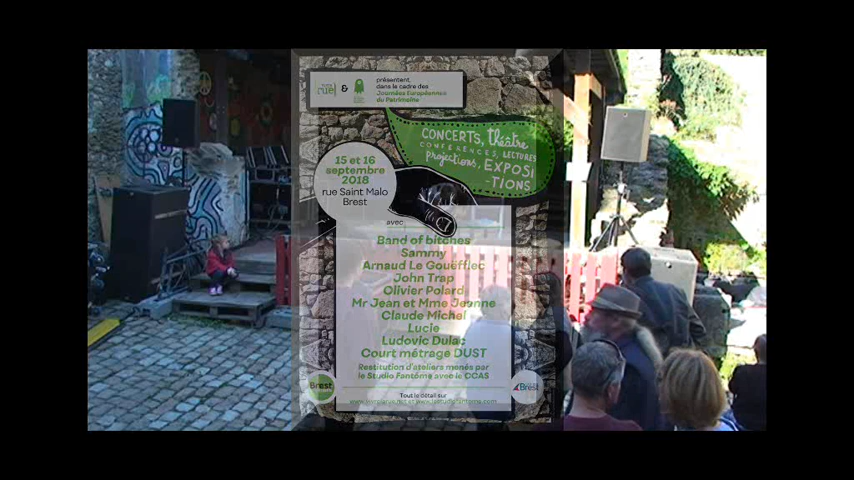 rue
&
présentent,
dans le cadre des
Journées Européennes
du Patrimoine
CONCERTS, théâtre
CONFÉRENCES, LECTURES
projections, EXPOSI
-TIONS
15 et 16
septembre
2018
rue Saint Malo
Brest
avec
Band of bitches
Sammy
Arnaud Le Gouëfflec
John Trap
Olivier Polard
Mr Jean et Mme Jeanne
Claude Michel
Lucie
Ludovic Dulac
Court métrage DUST
Restitution d'ateliers menés par
le Studio Fantôme avec le CCAS
Brest
Brest
Tout le détail sur